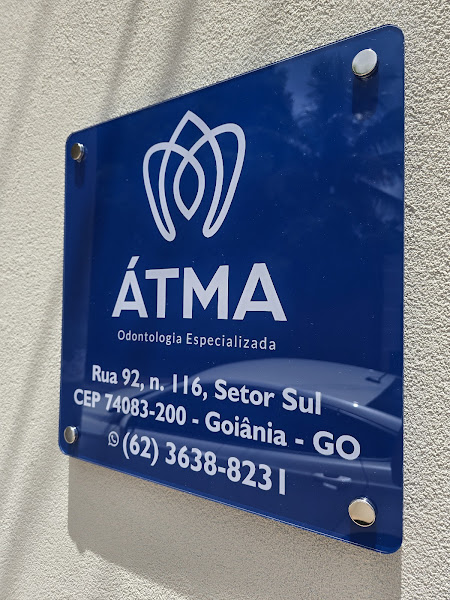 ÁTMA
Odontologia Especializada
Rua 92, n. 116, Setor Sul
CEP 74083-200 - Goiânia - GO
(62) 3638-8231